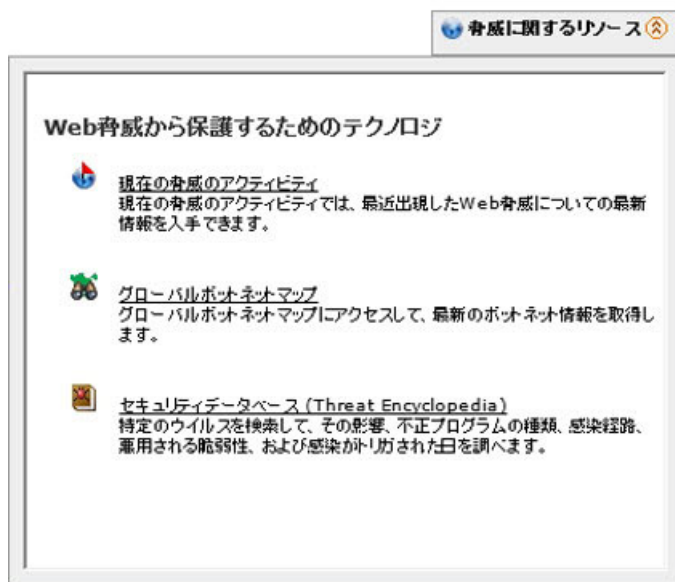 脅威に関するリソース
Web脅威から保護するためのテクノロジ
現在の脅威のアクティビティ
現在の脅威のアクティビティでは、最近出現したWeb脅威についての最新
情報を入手できます。
グローバルボットネットマップ
グローバルボットネットマップにアクセスして、最新のボットネット情報を取得し
ます。
セキュリティデータベース (Threat Encyclopedia)
特定のウイルスを検索して、その影響、不正プログラムの種類、感染経路、
悪用される脆弱性、および感染がトリガされた日を調べます。